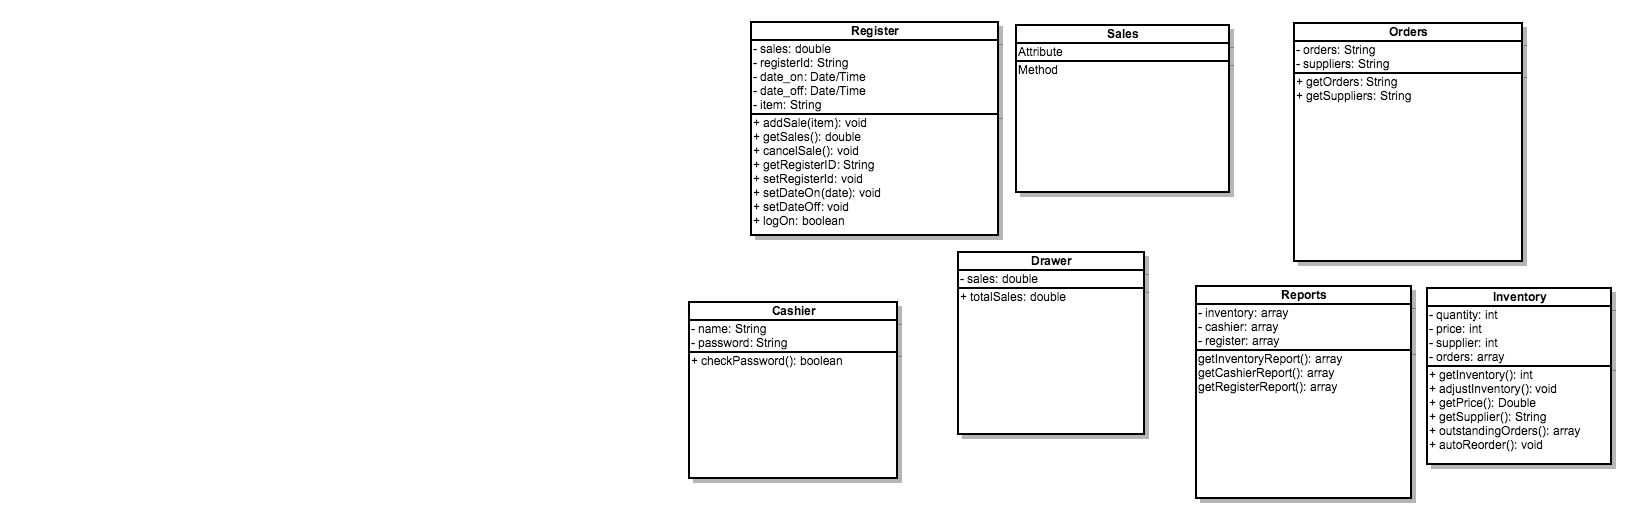 Register
- sales: double
- registerId: String
- date_on: Date/Time
- date_off: Date/Time
- item: String
+ addSale(item): void
+ getSales(): double
+ cancelSale(): void
+ getRegisterID: String
+ setRegisterId: void
+ setDateOn(date): void
+ setDateOff: void
+ logOn: boolean
Sales
Attribute
Method
Orders
- orders: String
- suppliers: String
+ getOrders: String
+ getSuppliers: String
Cashier
- name: String
- password: String
+ checkPassword(): boolean
Drawer
- sales: double
+ totalSales: double
Reports
- inventory: array
- cashier: array
- register: array
getInventoryReport(): array
getCashierReport(): array
getRegisterReport(): array
Inventory
- quantity: int
- price: int
- supplier: int
- orders: array
+ getInventory(): int
+ adjustInventory(): void
+ getPrice(): Double
+ getSupplier(): String
+ outstandingOrders(): array
+ autoReorder(): void